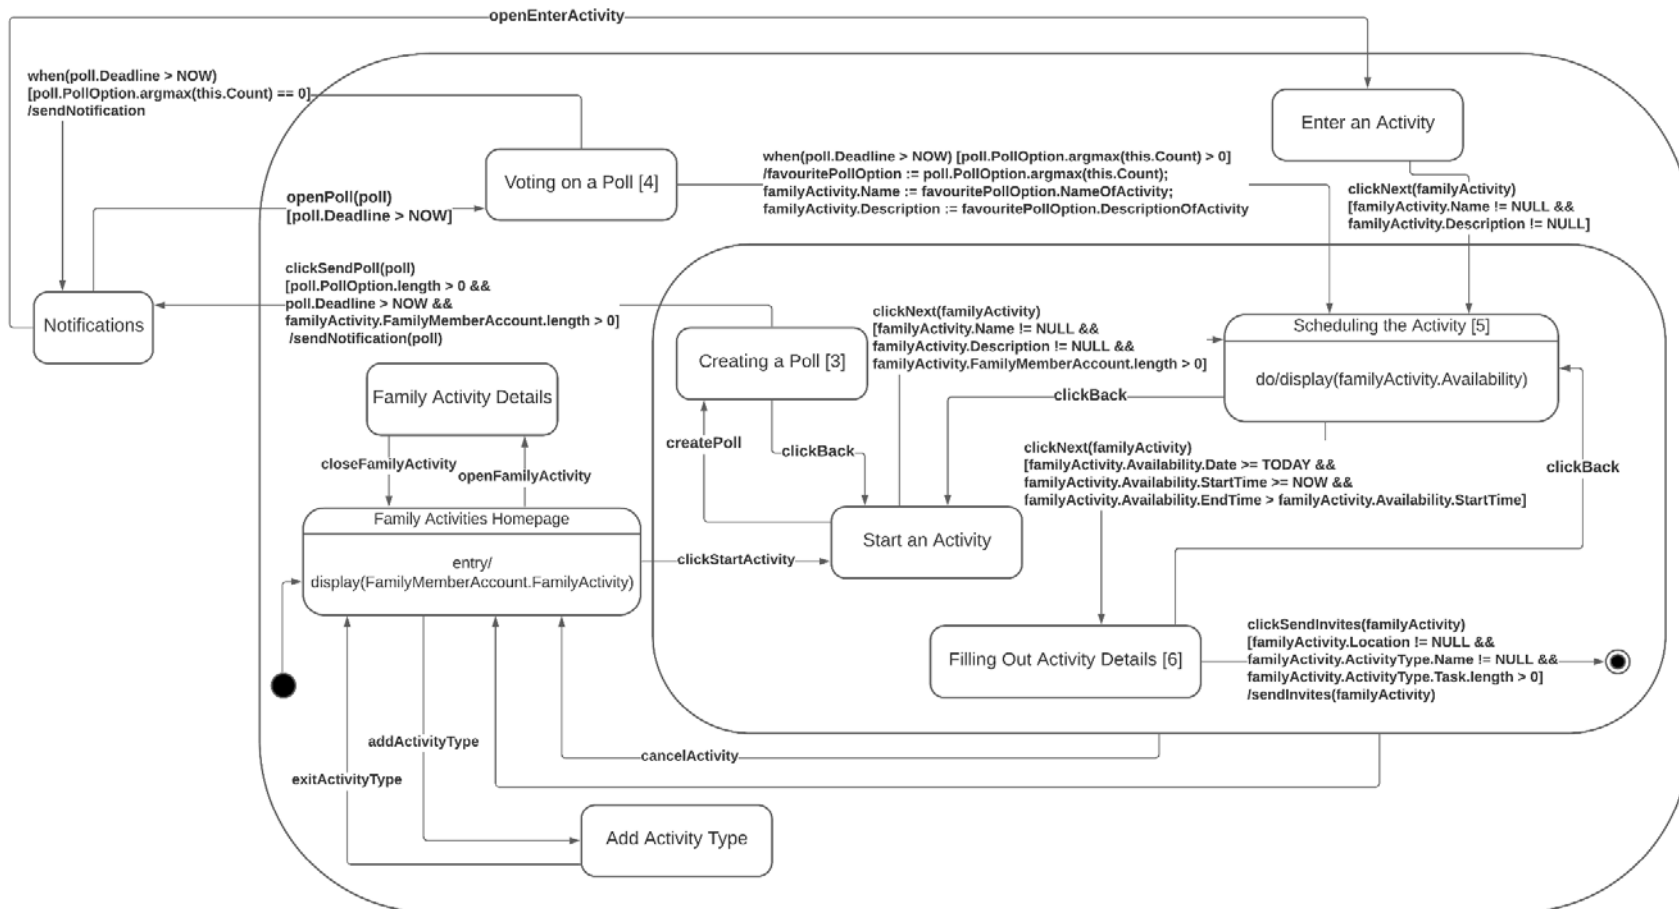 openEnterActivity
when(poll.Deadline > NOW)
[poll.PollOption.argmax(this.Count) == 0]
/sendNotification
Enter an Activity
Voting on a Poll [4]
when(poll.Deadline > NOW) [poll.PollOption.argmax(this.Count) > 0]
/favouritePollOption := poll.PollOption.argmax(this.Count);
familyActivity.Name := favouritePollOption.NameOfActivity;
familyActivity.Description := favouritePollOption.DescriptionOfActivity
openPoll(poll)
[poll.Deadline > NOW]
clickNext(familyActivity)
[familyActivity.Name != NULL &&
familyActivity.Description != NULL]
clickSendPoll(poll)
[poll.PollOption.length > 0 &&
poll.Deadline > NOW &&
familyActivity.FamilyMemberAccount.length > 0]
/sendNotification(poll)
Notifications
clickNext(familyActivity)
[familyActivity.Name != NULL &&
familyActivity.Description != NULL &&
familyActivity.FamilyMemberAccount.length > 0]
Scheduling the Activity [5]
do/display(familyActivity.Availability)
Creating a Poll [3]
Family Activity Details
clickBack
createPoll
clickBack
clickNext(familyActivity)
[familyActivity.Availability.Date >= TODAY &&
familyActivity.Availability.StartTime >= NOW &&
familyActivity.Availability.EndTime > familyActivity.Availability.StartTime]
clickBack
closeFamilyActivity
openFamilyActivity
Family Activities Homepage
entry/
display(FamilyMemberAccount.FamilyActivity)
clickStartActivity
Start an Activity
Filling Out Activity Details [6]
clickSendInvites(familyActivity)
[familyActivity.Location != NULL &&
familyActivity.ActivityType.Name != NULL &&
familyActivity.ActivityType.Task.length > 0]
/sendInvites(familyActivity)
addActivityType
cancelActivity
exitActivityType
Add Activity Type